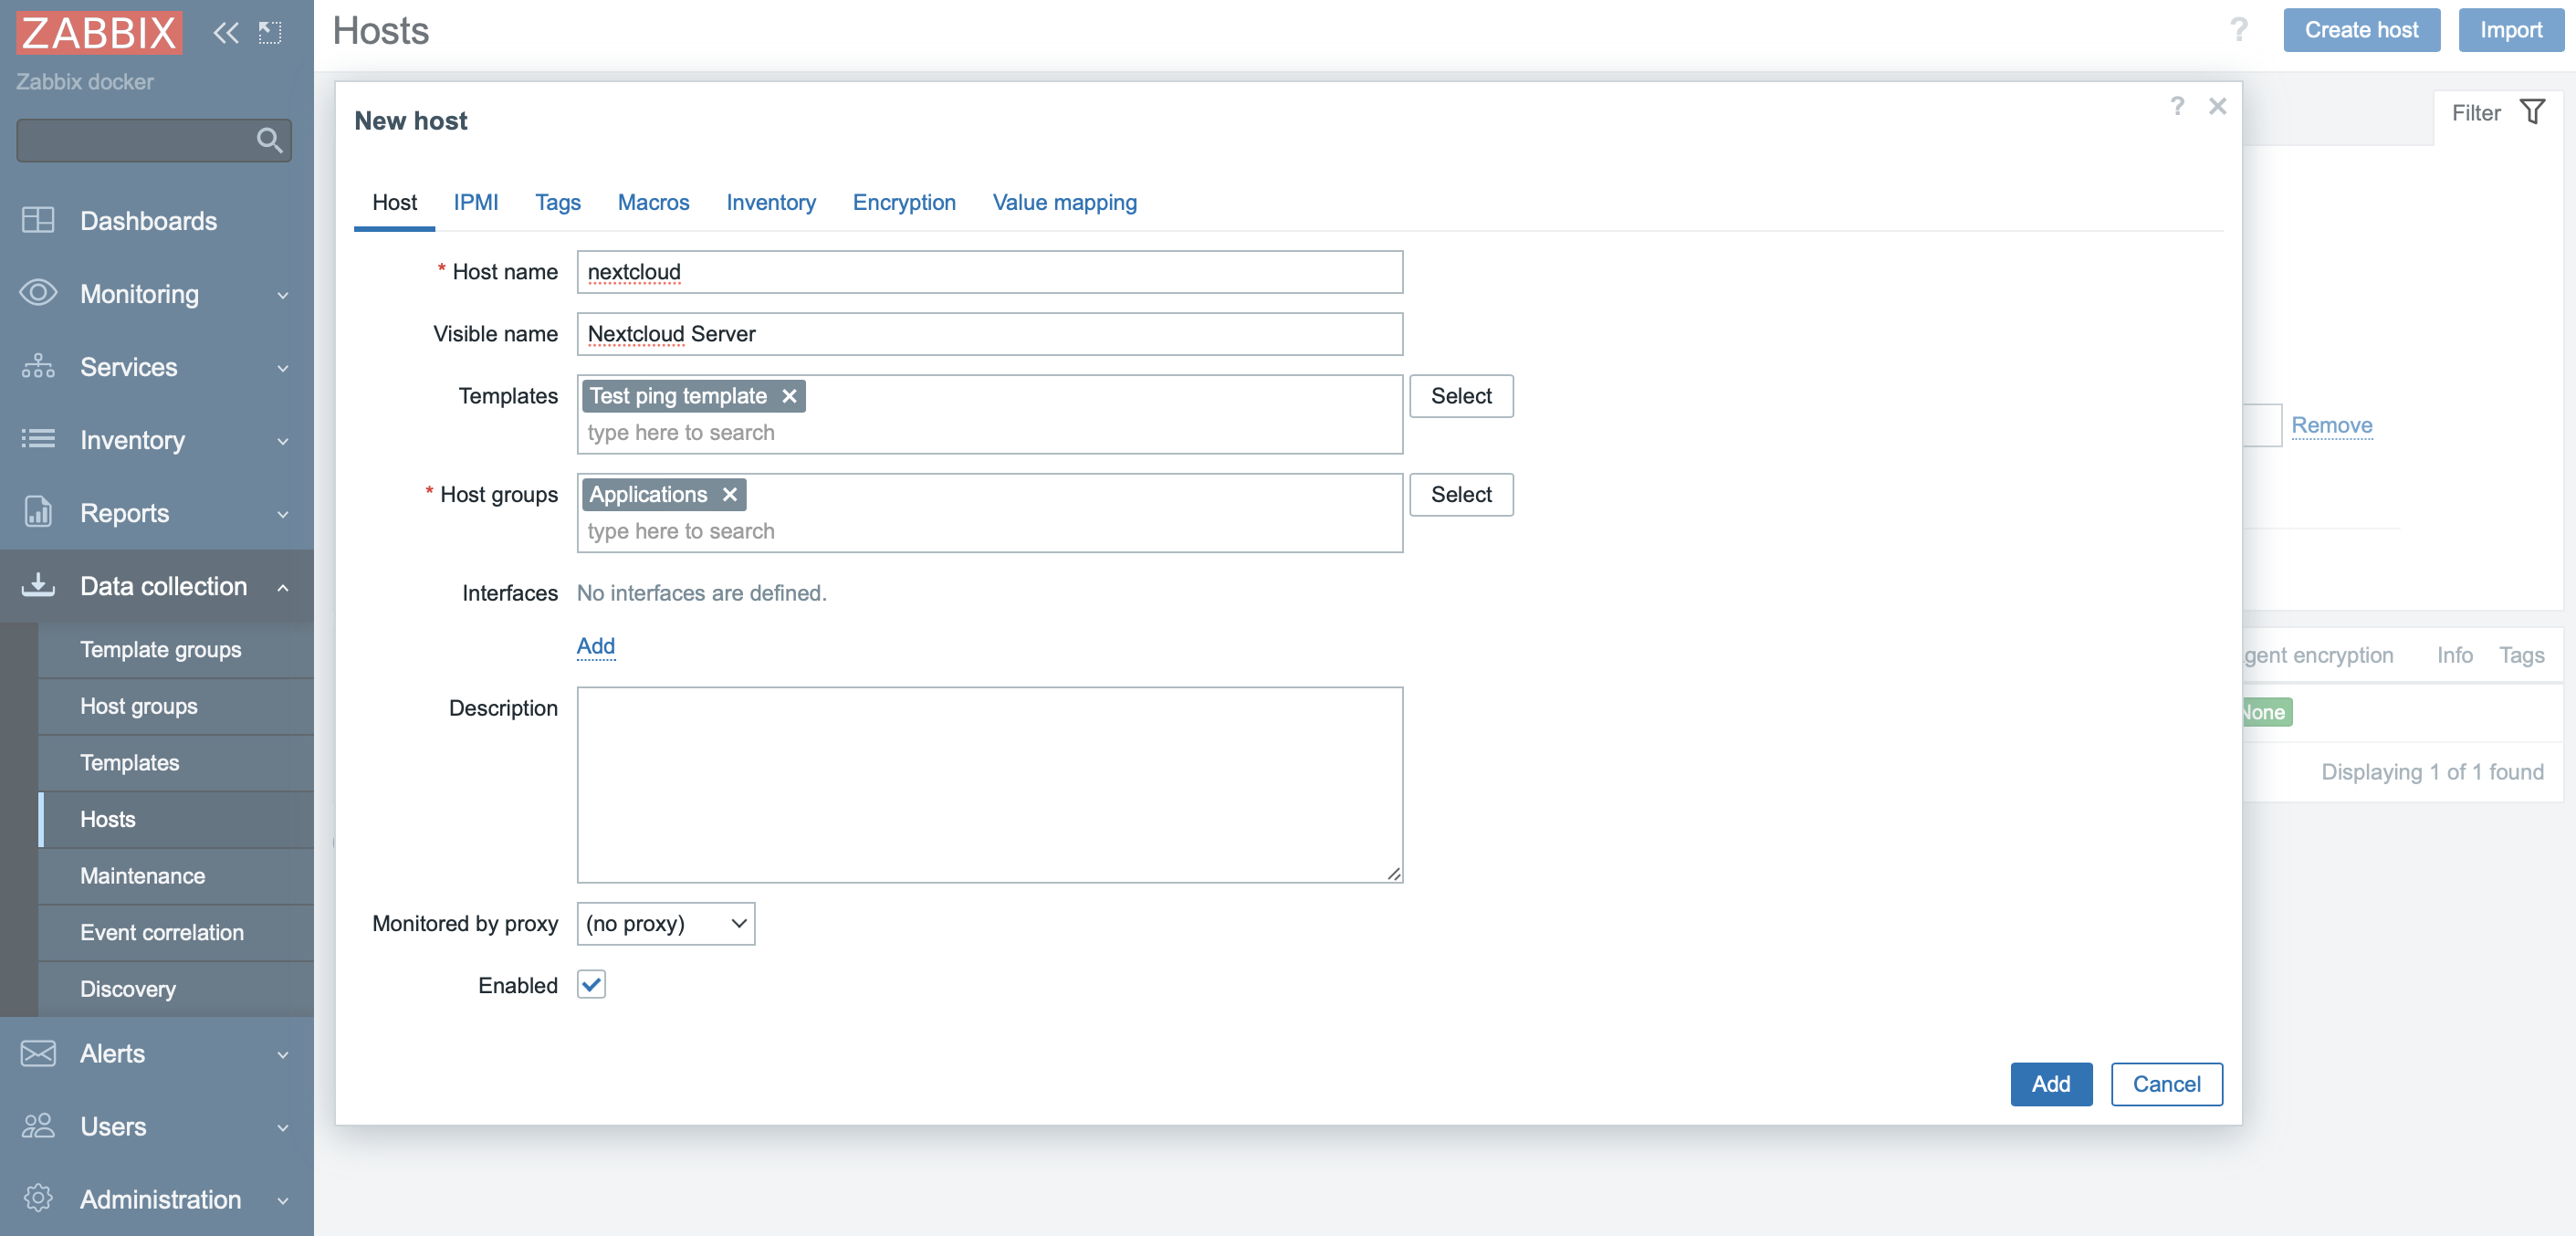 ZABBIX
Zabbix docker
Dashboards
Monitoring
Services
Inventory
Reports
Data collection
Template groups
Host groups
Templates
Hosts
Maintenance
Event correlation
Discovery
Alerts
Users
Administration
Hosts
? Create host Import
Filter
New host
?
Host IPMI Tags Macros Inventory Encryption Value mapping
* Host name nextcloud
Visible name Nextcloud Server
Templates Test ping template Select
type here to search
Remove
* Host groups Applications Select
type here to search
Interfaces No interfaces are defined.
Add
Description
Monitored by proxy (no proxy)
Enabled
Add Cancel
gent encryption Info Tags
None
Displaying 1 of 1 found